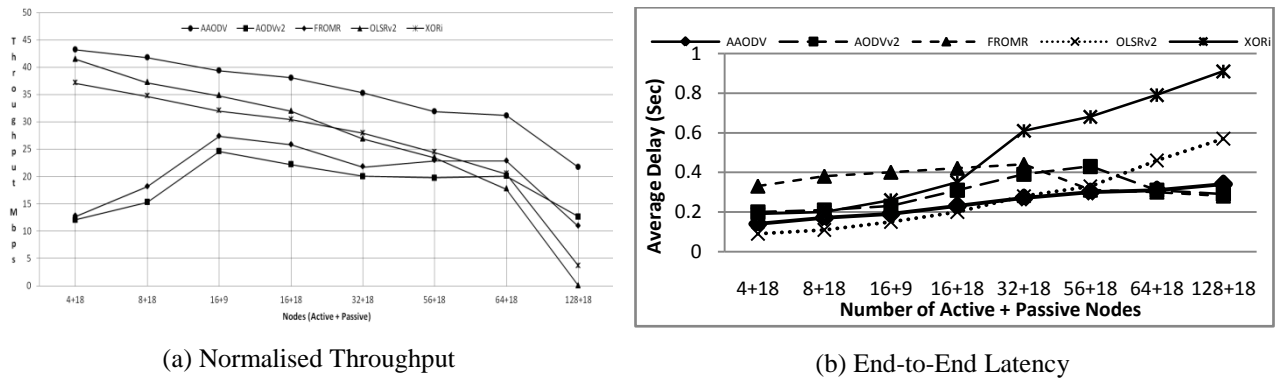 50
45
40
35
30
25
20
15
10
5
0
Throughput Mbps
AAODV AODVv2 FROMR OLSRv2 XORi
4+18 8+18 16+9 16+18 32+18 56+18 64+18 128+18
Nodes (Active + Passive)
(a) Normalised Throughput
AAODV AODVv2 FROMR OLSRv2 XORi
1
0.8
0.6
0.4
0.2
0
Average Delay (Sec)
4+18 8+18 16+9 16+18 32+18 56+18 64+18 128+18
Number of Active + Passive Nodes
(b) End-to-End Latency